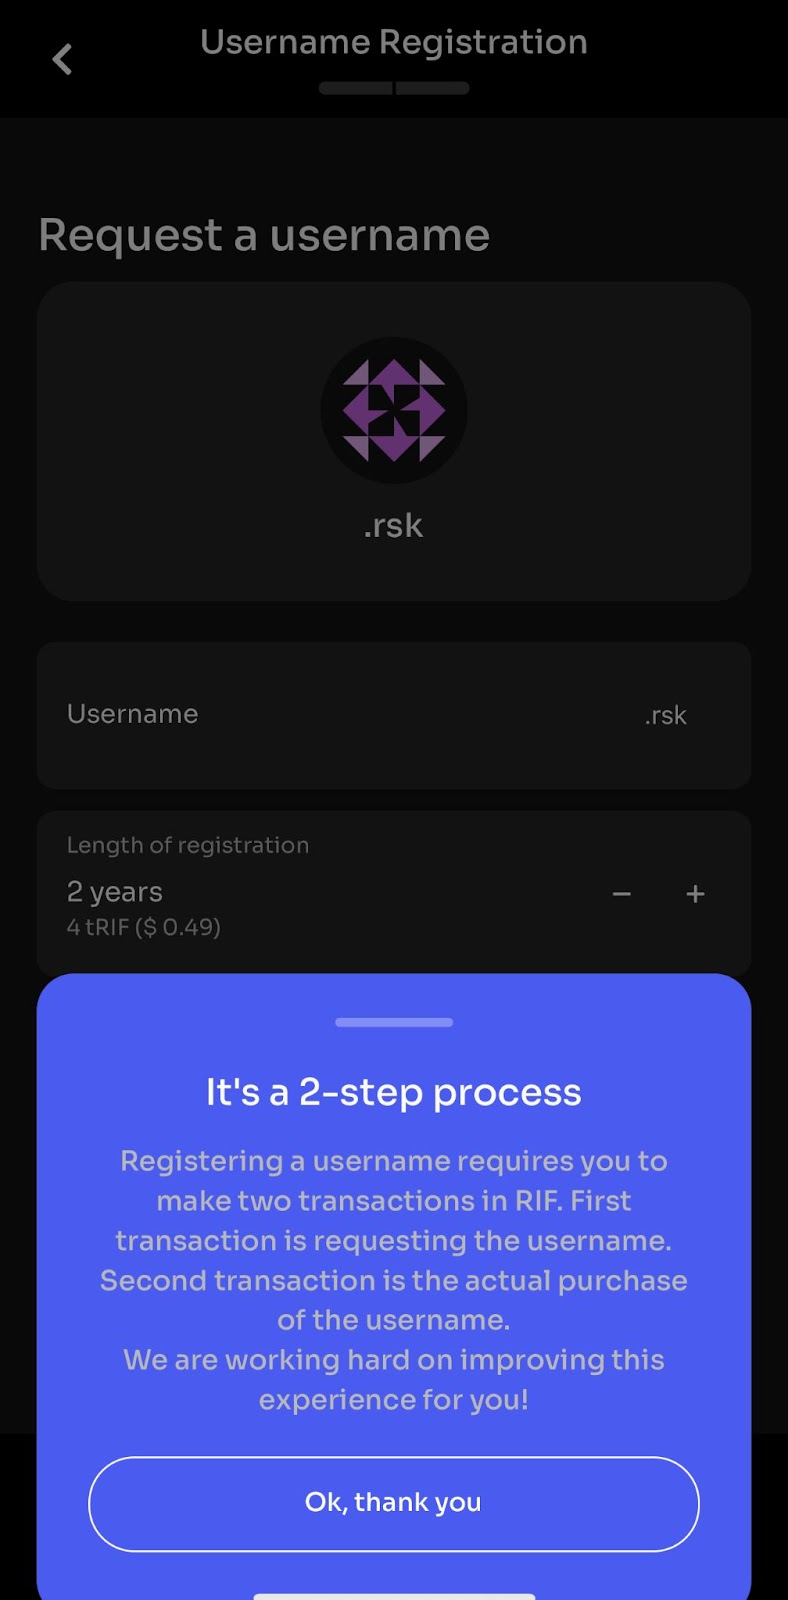 Username Registration
Request a username
.rsk
Username
.rsk
Length of registration
2 years
4 tRIF ($ 0.49)
It's a 2-step process
Registering a username requires you to
make two transactions in RIF. First
transaction is requesting the username.
Second transaction is the actual purchase
of the username.
We are working hard on improving this
experience for you!
Ok, thank you